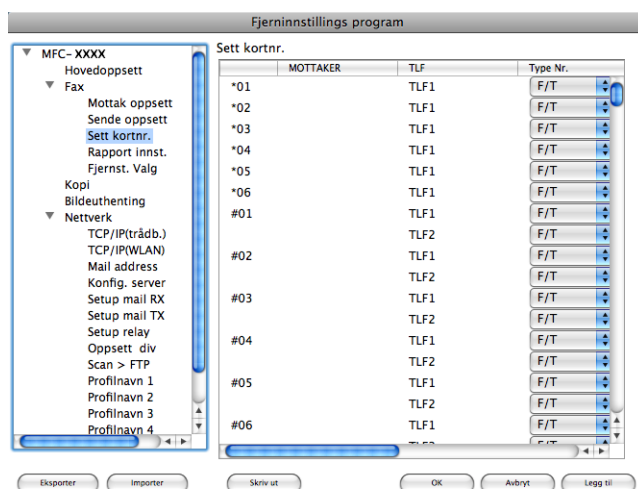 Fjerninnstillings program
MFC- XXXX
Hovedoppsett
Fax
Mottak oppsett
Sende oppsett
Sett kortnr.
Rapport innst.
Fjernst. Valg
Kopi
Bildeuthenting
Nettverk
TCP/IP(trådb.)
TCP/IP(WLAN)
Mail address
Konfig. server
Setup mail RX
Setup mail TX
Setup relay
Oppsett div
Scan > FTP
Profilnavn 1
Profilnavn 2
Profilnavn 3
Profilnavn 4
Sett kortnr.
MOTTAKER TLF Type Nr.
*01 TLF1 F/T
*02 TLF1 F/T
*03 TLF1 F/T
*04 TLF1 F/T
*05 TLF1 F/T
*06 TLF1 F/T
#01 TLF1 F/T
TLF2 F/T
#02 TLF1 F/T
TLF2 F/T
#03 TLF1 F/T
TLF2 F/T
#04 TLF1 F/T
TLF2 F/T
#05 TLF1 F/T
TLF2 F/T
#06 TLF1 F/T
TLF2 F/T
Eksporter Importer Skriv ut OK Avbryt Legg til